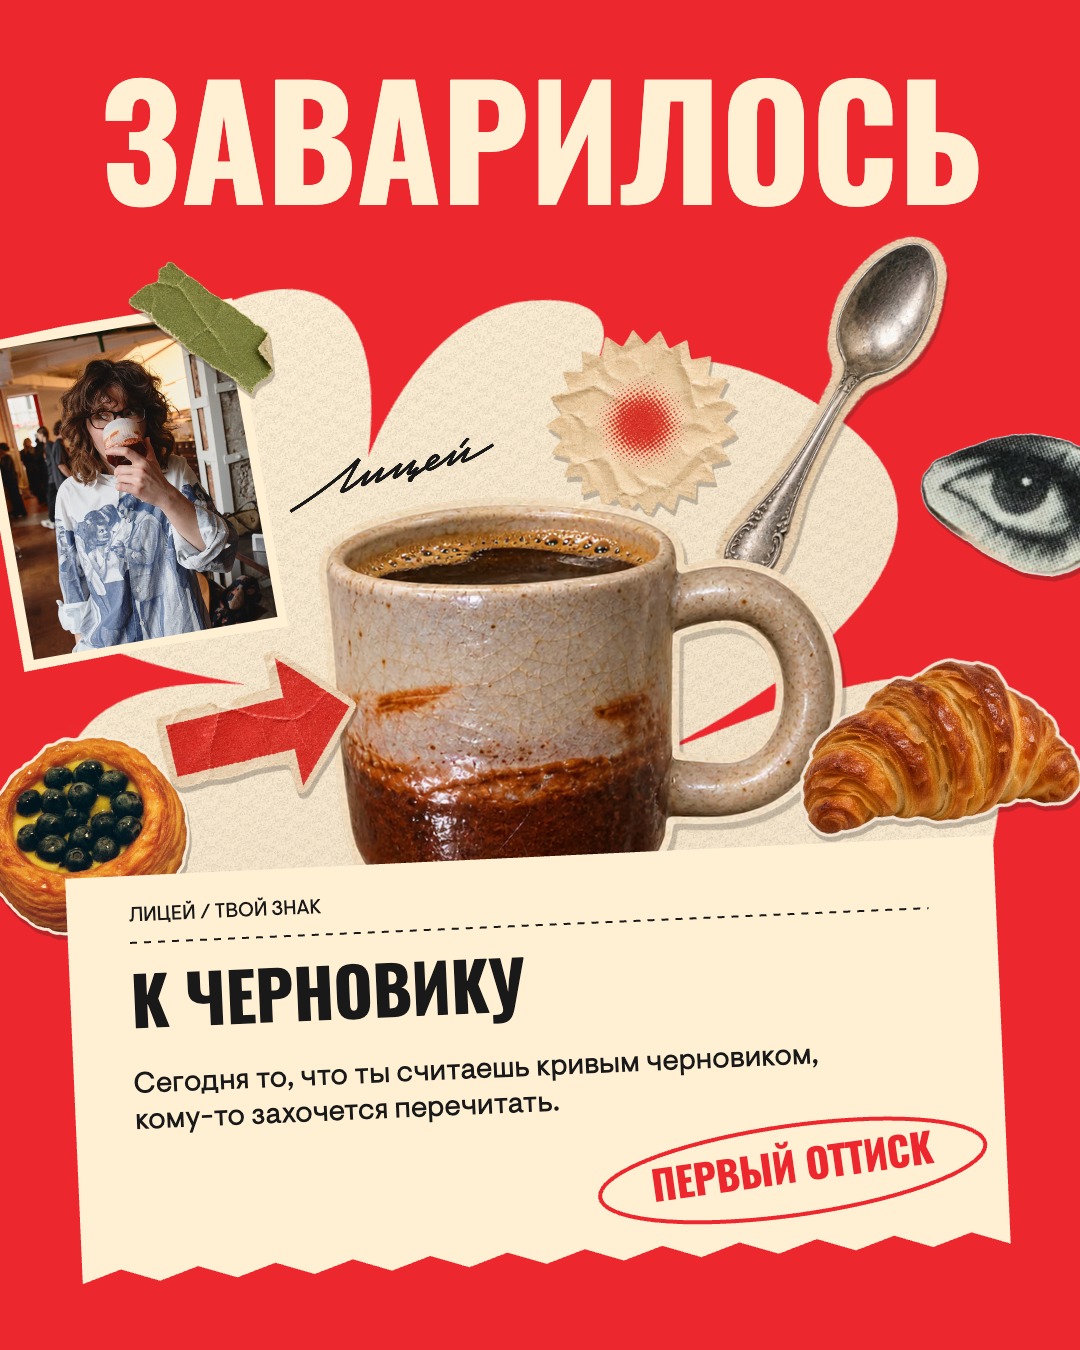 ЗАВАРИЛОСЬ
Лицей
ЛИЦЕЙ / ТВОЙ ЗНАК
К ЧЕРНОВИКУ
Сегодня то, что ты считаешь кривым черновиком,
кому-то захочется перечитать.
ПЕРВЫЙ ОТТИСК